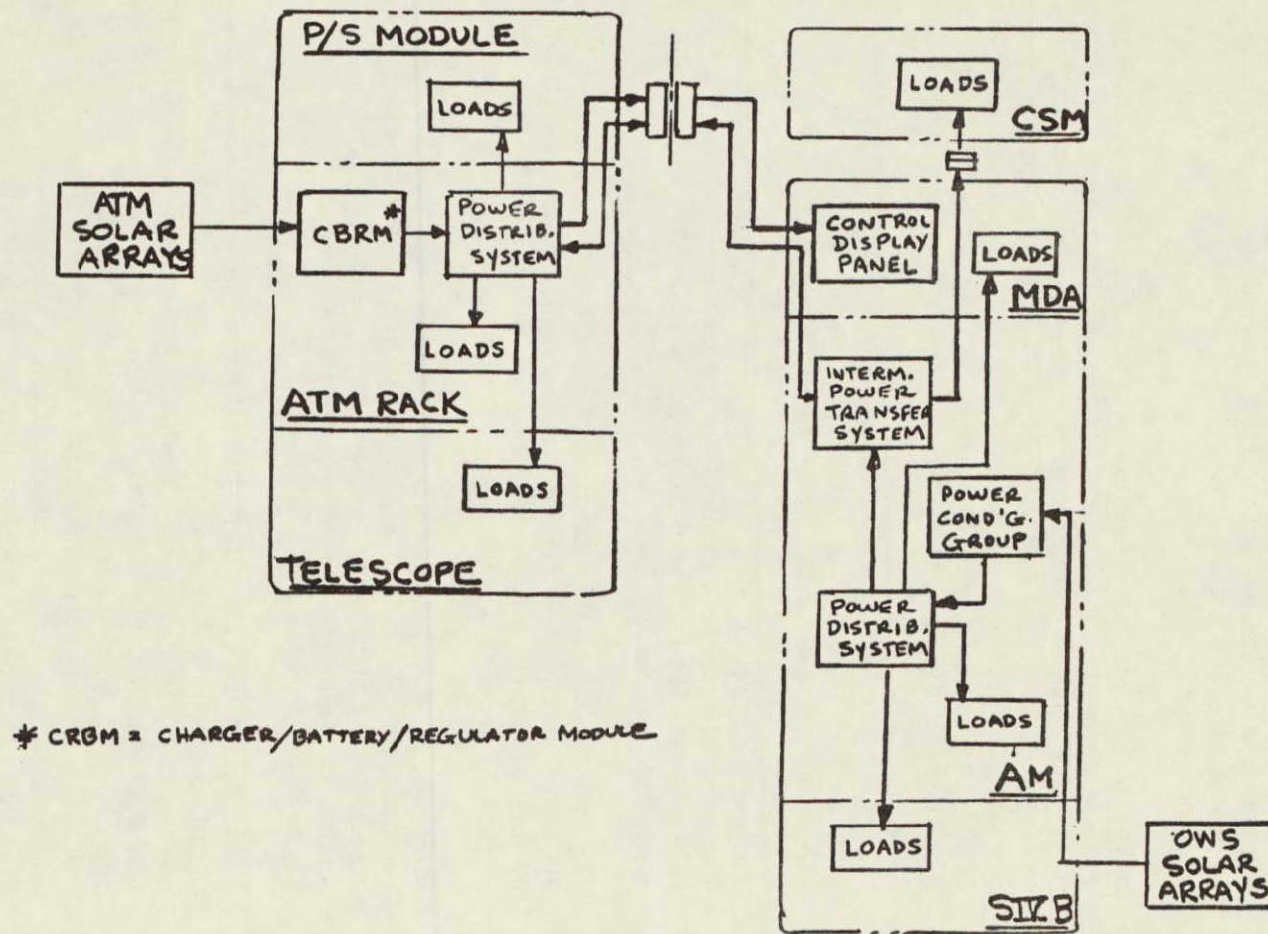 P/S MODULE
LOADS
ATM
SOLAR
ARRAYS
CBRM*
POWER
DISTRIB.
SYSTEM
LOADS
ATM RACK
LOADS
TELESCOPE
* CRBM = CHARGER/BATTERY/REGULATOR MODULE
LOADS
CSM
CONTROL
DISPLAY
PANEL
LOADS
MDA
INTERM.
POWER
TRANSFER
SYSTEM
POWER
COND'G.
GROUP
POWER
DISTRIB.
SYSTEM
LOADS
AM
LOADS
SIVB
OWS
SOLAR
ARRAYS